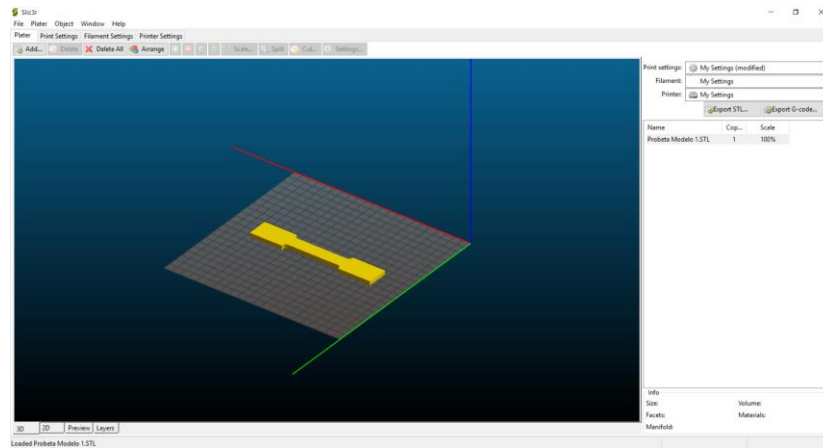 Slic3r
File Plater Object Window Help
Plater Print Settings Filament Settings Printer Settings
Add... Delete Delete All Arrange Scale... Split Cut... Settings...
Print settings: My Settings (modified)
Filament: My Settings
Printer: My Settings
Export STL... Export G-code...
Name Cop... Scale
Probeta Modelo 1.STL 1 100%
Info
Size: Volume:
Facets: Materials:
Manifold:
3D 2D Preview Layers
Loaded Probeta Modelo 1.STL